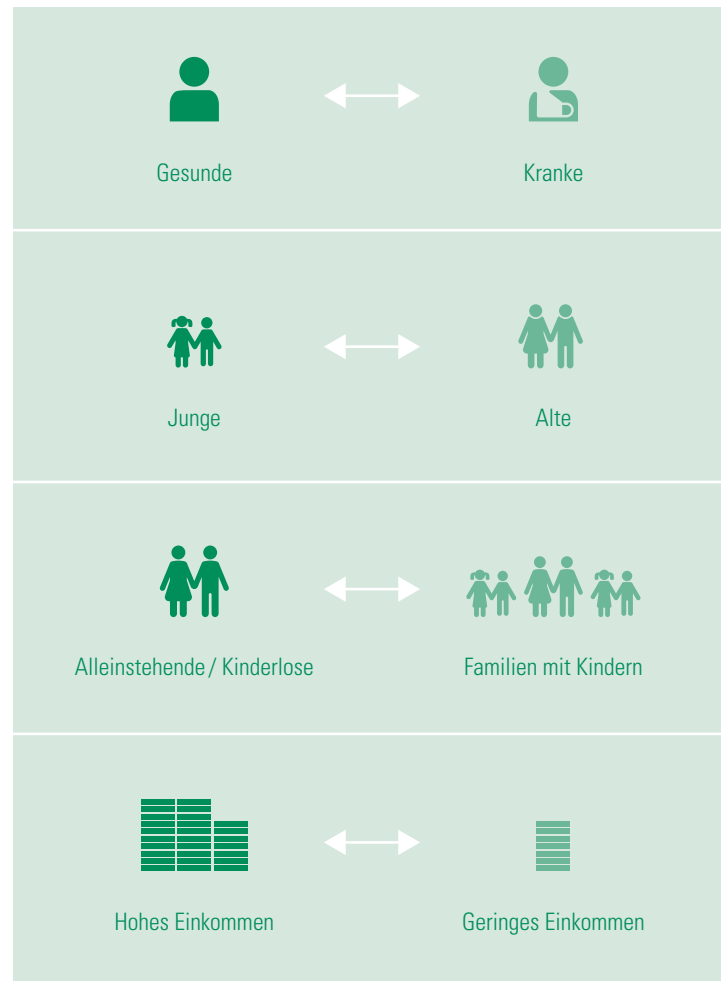 Gesunde
Kranke
Junge
Alte
Alleinstehende / Kinderlose
Familien mit Kindern
Hohes Einkommen
Geringes Einkommen